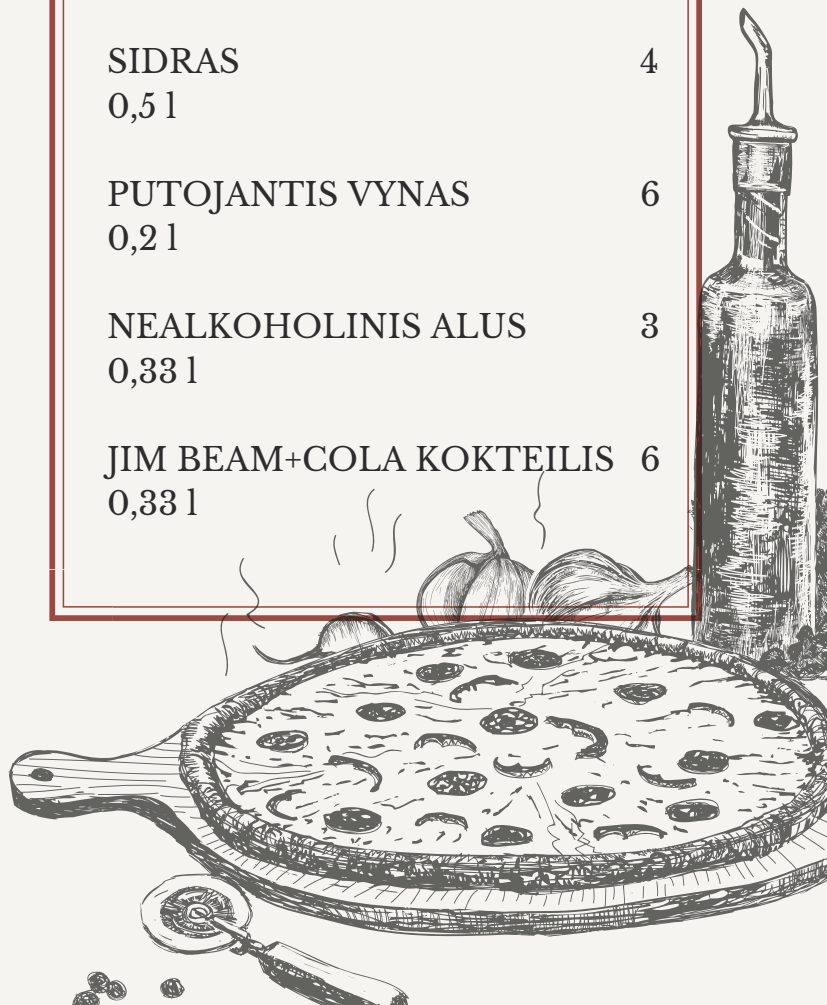 SIDRAS 4
0,5 l
PUTOJANTIS VYNAS 6
0,2 l
NEALKOHOLINIS ALUS 3
0,33 l
JIM BEAM+COLA KOKTEILIS 6
0,33 l